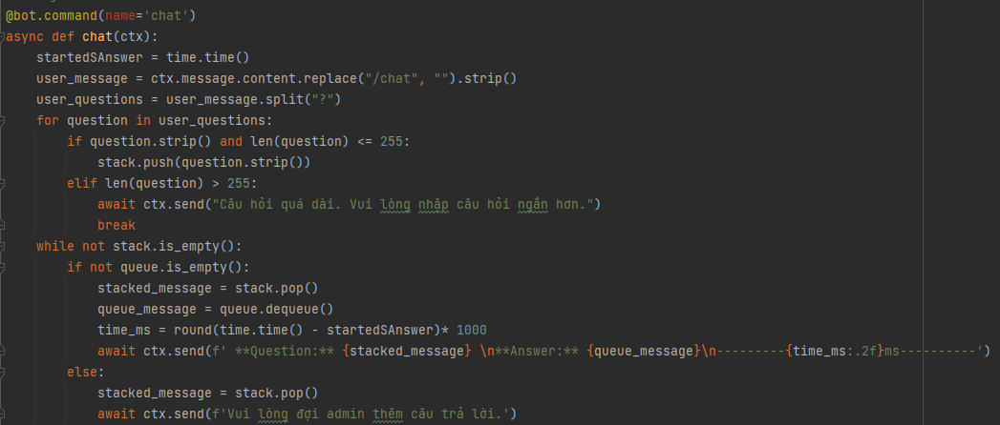 @bot.command(name='chat')
async def chat(ctx):
    startedSAnswer = time.time()
    user_message = ctx.message.content.replace("/chat", "").strip()
    user_questions = user_message.split("?")
    for question in user_questions:
        if question.strip() and len(question) <= 255:
            stack.push(question.strip())
        elif len(question) > 255:
            await ctx.send("Câu hỏi quá dài. Vui lòng nhập câu hỏi ngắn hơn.")
            break
    while not stack.is_empty():
        if not queue.is_empty():
            stacked_message = stack.pop()
            queue_message = queue.dequeue()
            time_ms = round(time.time() - startedSAnswer)* 1000
            await ctx.send(f' **Question:** {stacked_message} \n**Answer:** {queue_message}\n---------{time_ms:.2f}ms----------')
        else:
            stacked_message = stack.pop()
            await ctx.send(f'Vui lòng đợi admin thêm câu trả lời.')